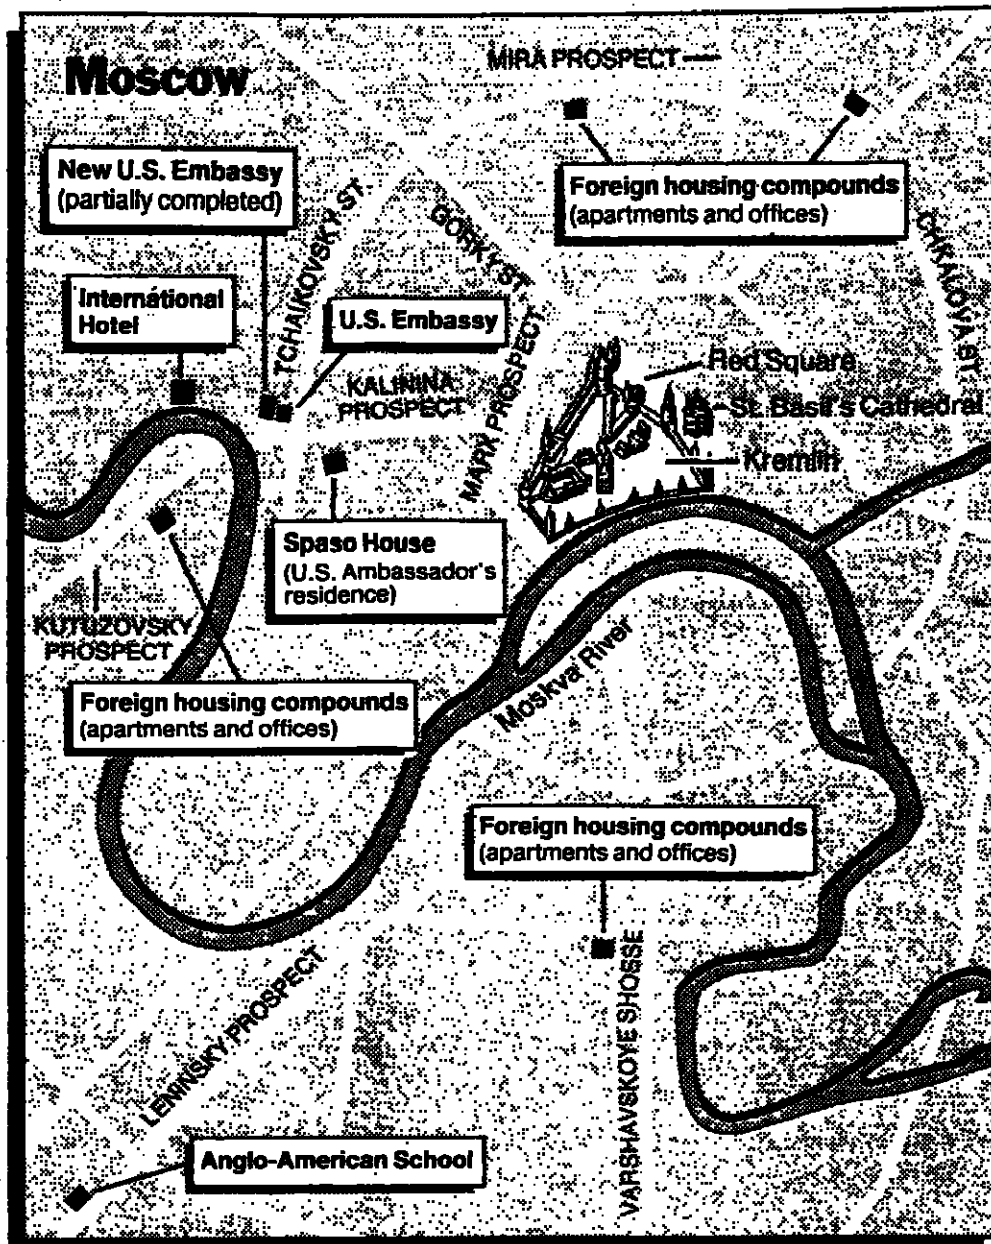 Moscow
MIRA PROSPECT
New U.S. Embassy
(partially completed)
Foreign housing compounds
(apartments and offices)
TCHAIKOVSKY ST.
GORKY ST.
CHKALOVA ST.
International
Hotel
U.S. Embassy
KALININA
PROSPECT
MARX PROSPECT
Red Square
St. Basil's Cathedral
Kremlin
Spaso House
(U.S. Ambassador's
residence)
KUTUZOVSKY
PROSPECT
Moskva River
Foreign housing compounds
(apartments and offices)
Foreign housing compounds
(apartments and offices)
LENINSKY PROSPECT
VARSHAVSKOYE SHOSSE
Anglo-American School